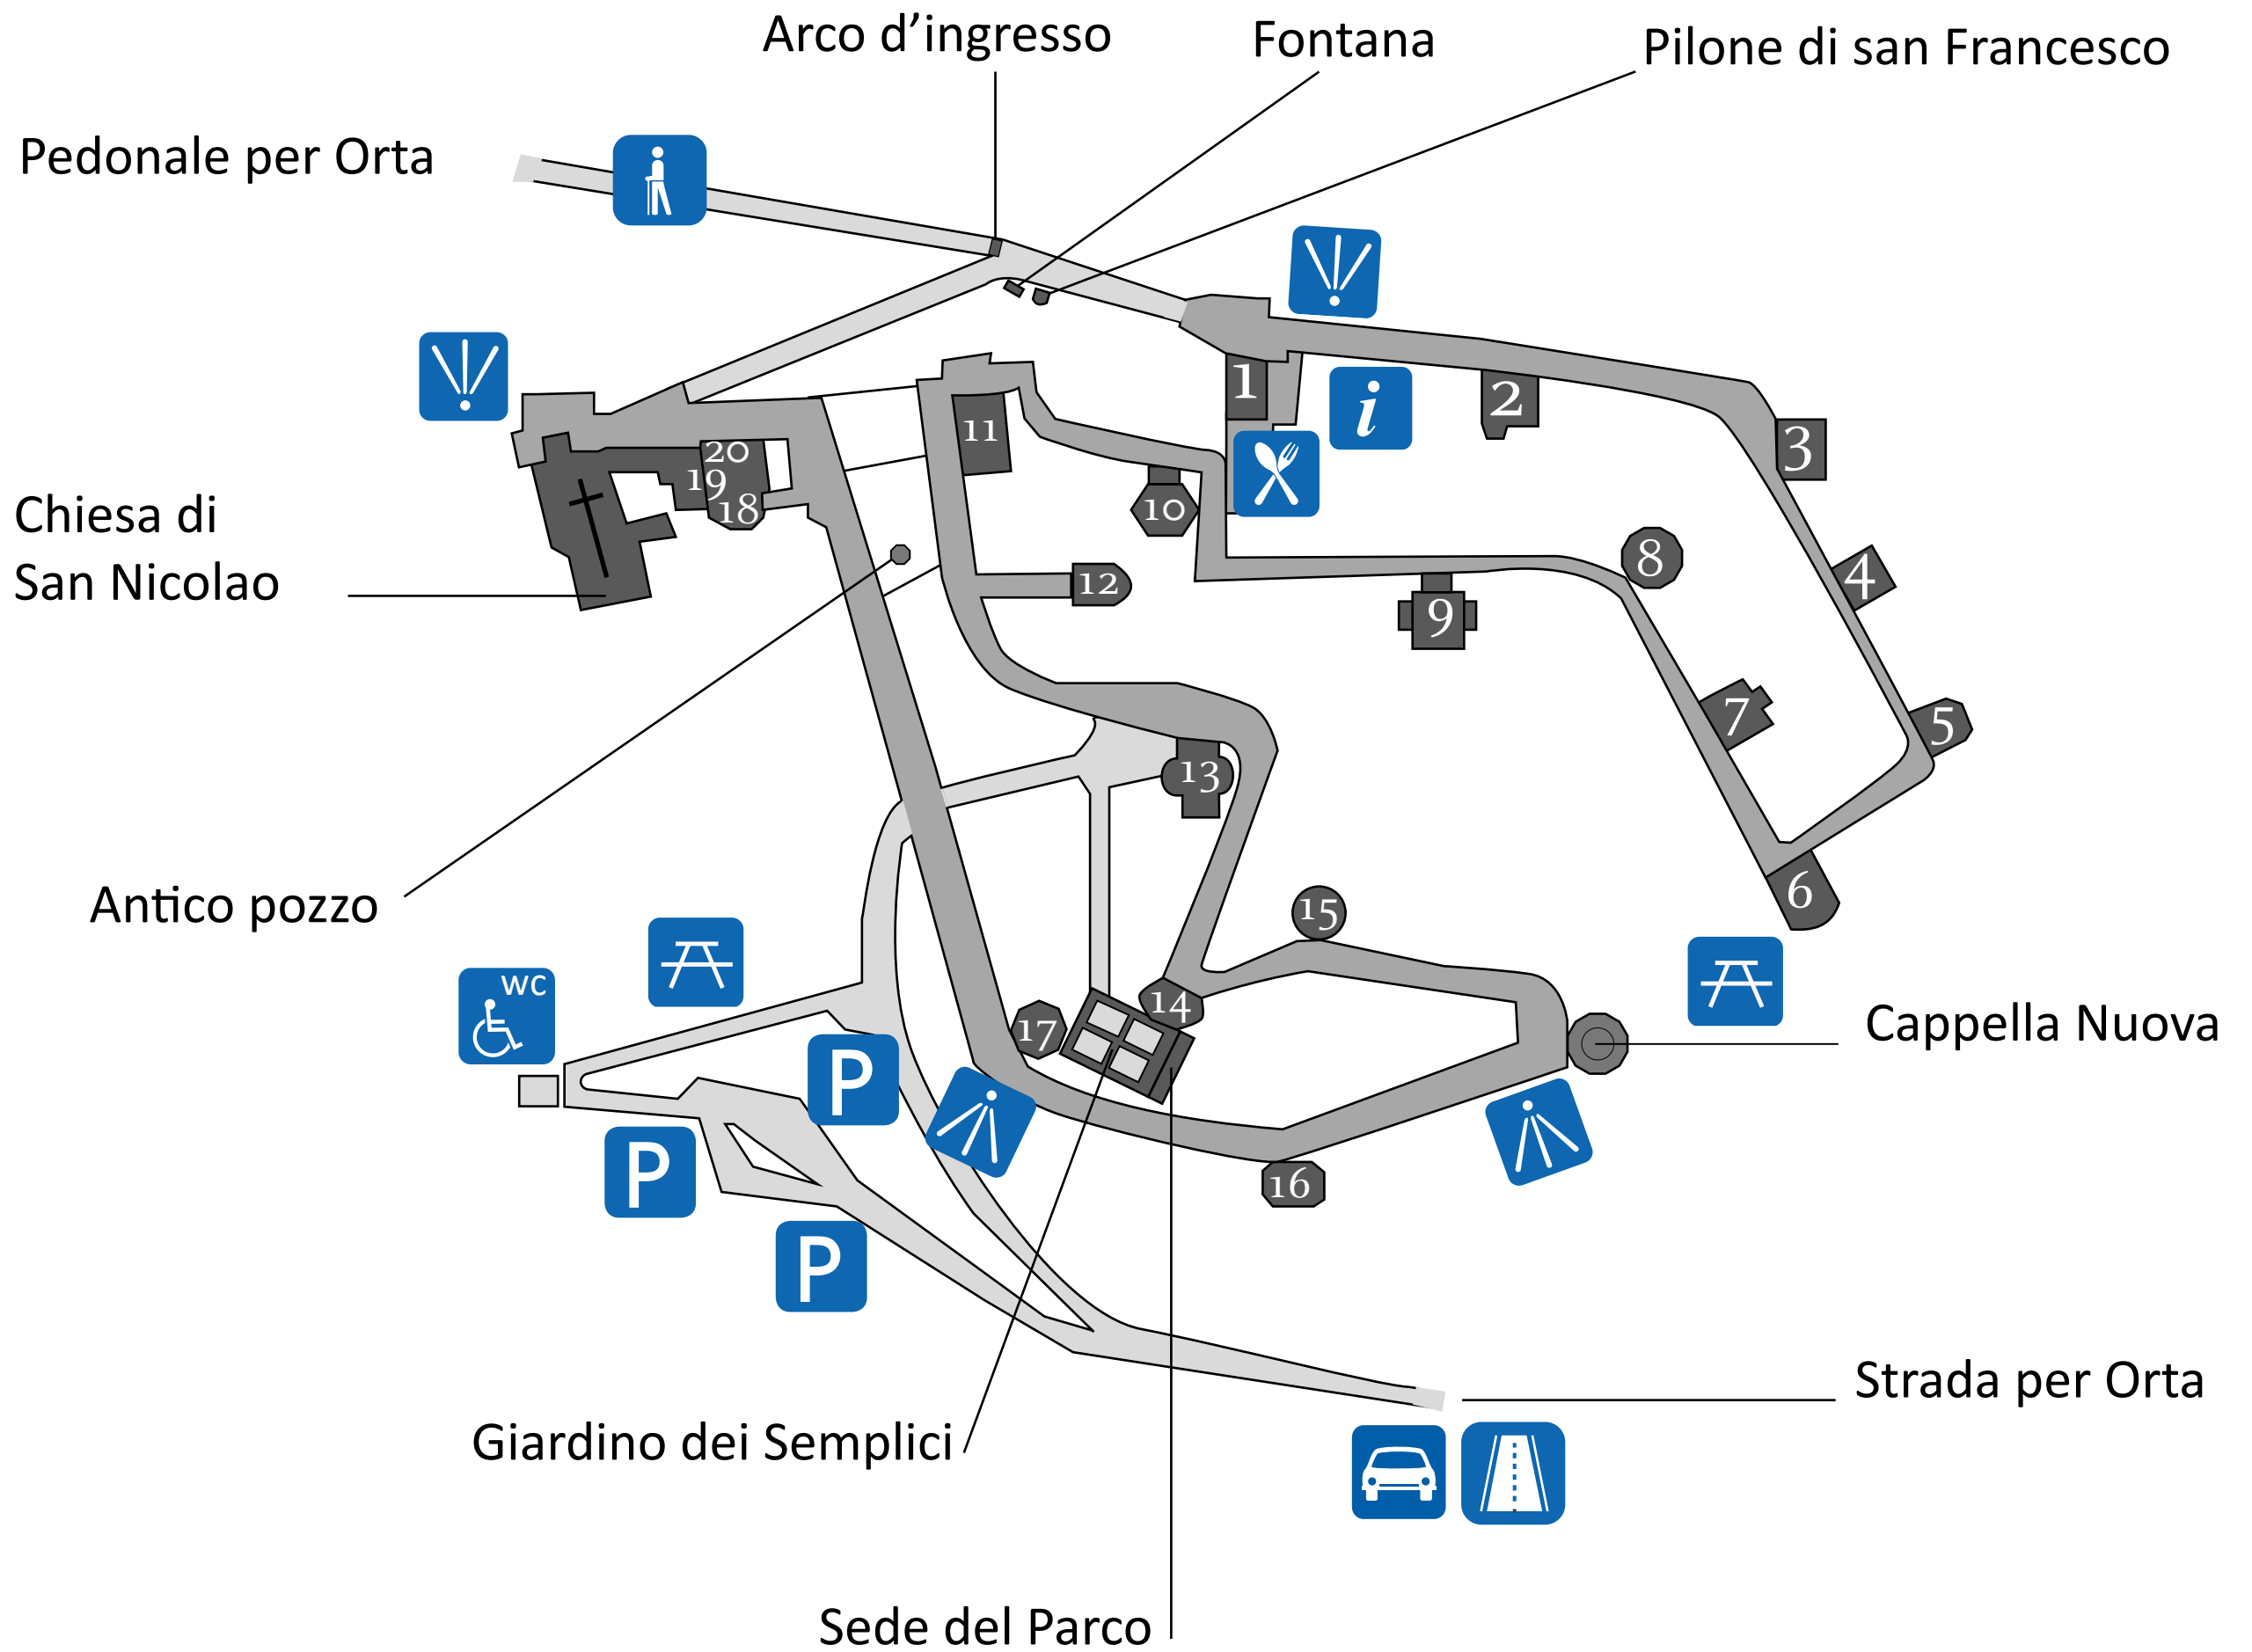 Arco d’ingresso
Fontana
Pilone di san Francesco
Pedonale per Orta
1
i
2
3
11
20
19
18
10
Chiesa di
San Nicolao
8
4
12
9
7
5
13
6
Antico pozzo
15
WC
14
17
Cappella Nuova
P
P
16
P
Strada per Orta
Giardino dei Semplici
Sede del Parco